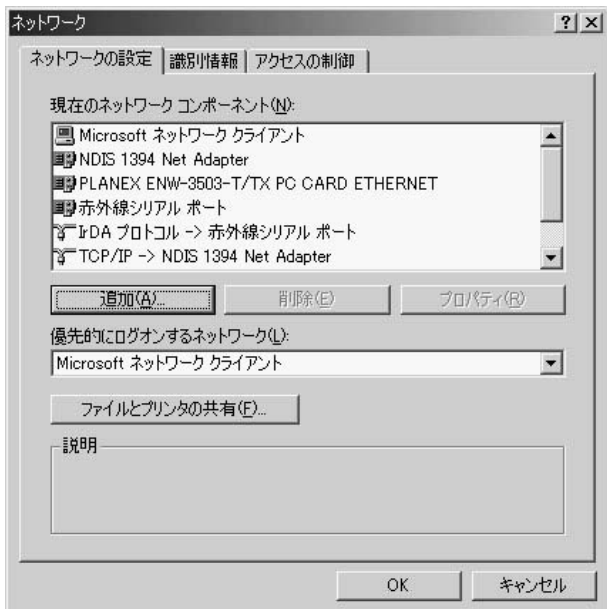 ネットワーク
ネットワークの設定 識別情報 アクセスの制御
現在のネットワーク コンポーネント(N):
Microsoft ネットワーク クライアント
NDIS 1394 Net Adapter
PLANEX ENW-3503-T/TX PC CARD ETHERNET
赤外線シリアル ポート
IrDA プロトコル -> 赤外線シリアル ポート
TCP/IP -> NDIS 1394 Net Adapter
追加(A)... 削除(E) プロパティ(R)
優先的にログオンするネットワーク(L):
Microsoft ネットワーク クライアント
ファイルとプリンタの共有(F)...
説明
OK キャンセル